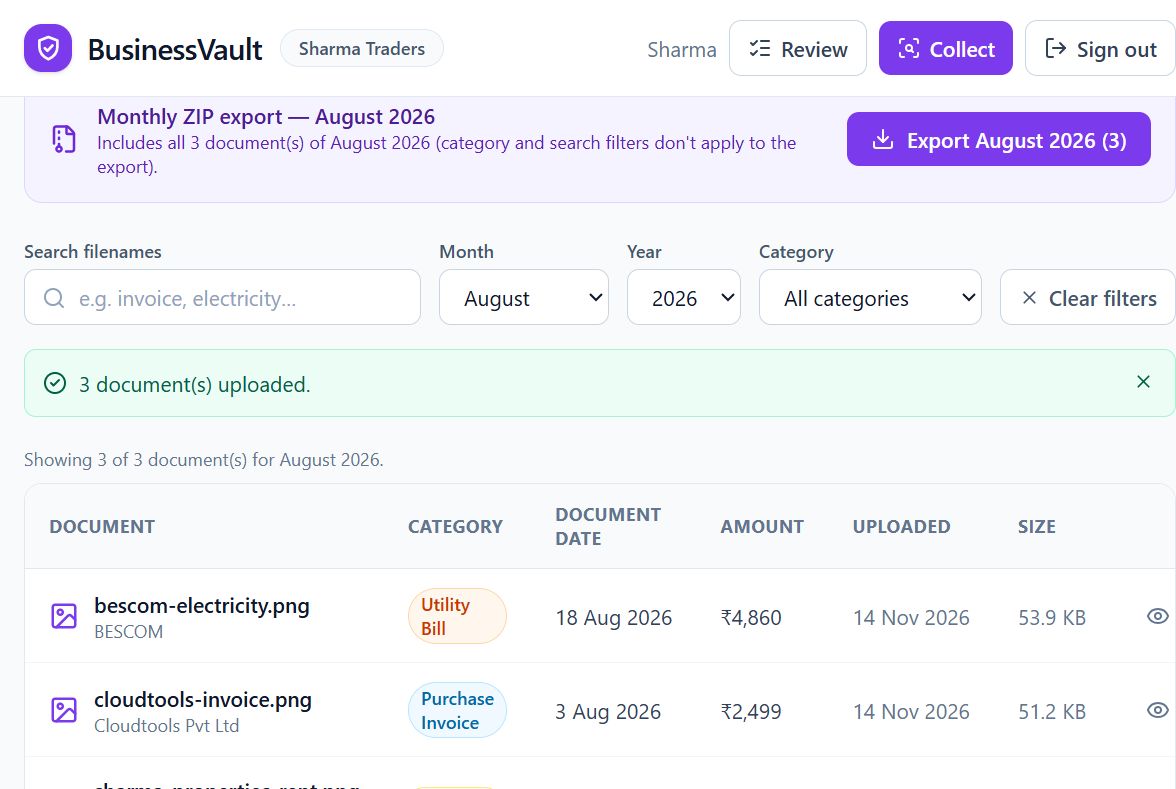 BusinessVault
Sharma Traders
Sharma
Review
Collect
Sign out
Monthly ZIP export — August 2026
Includes all 3 document(s) of August 2026 (category and search filters don't apply to the
export).
Export August 2026 (3)
Search filenames
Month
Year
Category
e.g. invoice, electricity...
August
2026
All categories
Clear filters
3 document(s) uploaded.
Showing 3 of 3 document(s) for August 2026.
DOCUMENT
CATEGORY
DOCUMENT
DATE
AMOUNT
UPLOADED
SIZE
bescom-electricity.png
BESCOM
Utility
Bill
18 Aug 2026
₹4,860
14 Nov 2026
53.9 KB
cloudtools-invoice.png
Cloudtools Pvt Ltd
Purchase
Invoice
3 Aug 2026
₹2,499
14 Nov 2026
51.2 KB